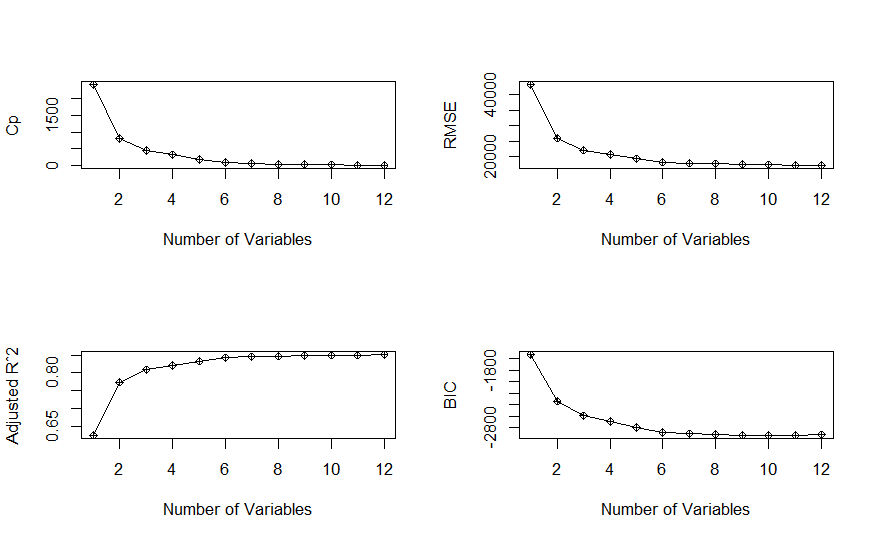 Cp
0 1500
2 4 6 8 10 12
Number of Variables
RMSE
20000 40000
2 4 6 8 10 12
Number of Variables
Adjusted R^2
0.65 0.80
2 4 6 8 10 12
Number of Variables
BIC
-2800 -1800
2 4 6 8 10 12
Number of Variables